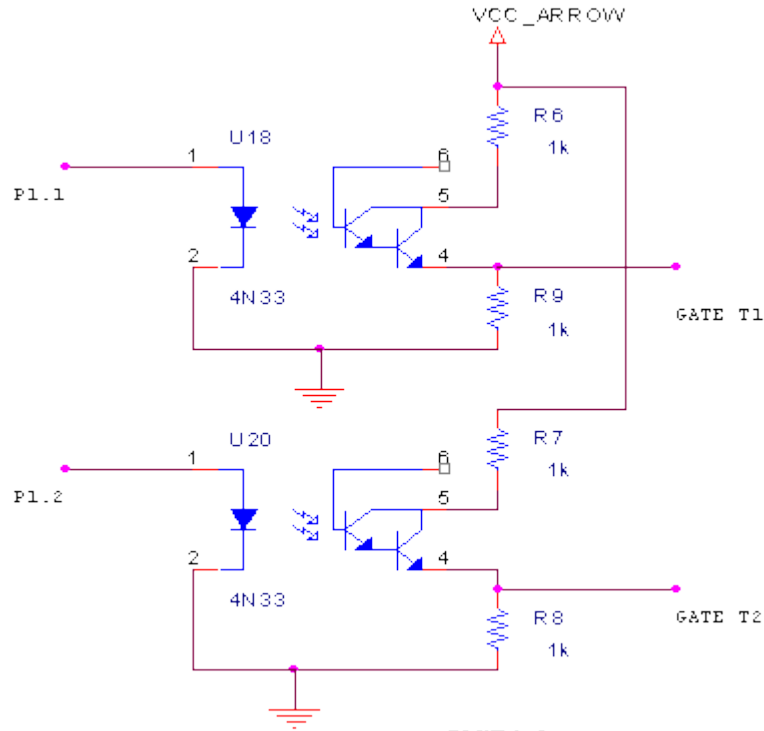 VCC_ARROW
R6
1k
U18
1
6
P1.1
5
2
4
4N33
R9
1k
GATE T1
U20
R7
1k
1
6
P1.2
5
2
4
4N33
R8
1k
GATE T2